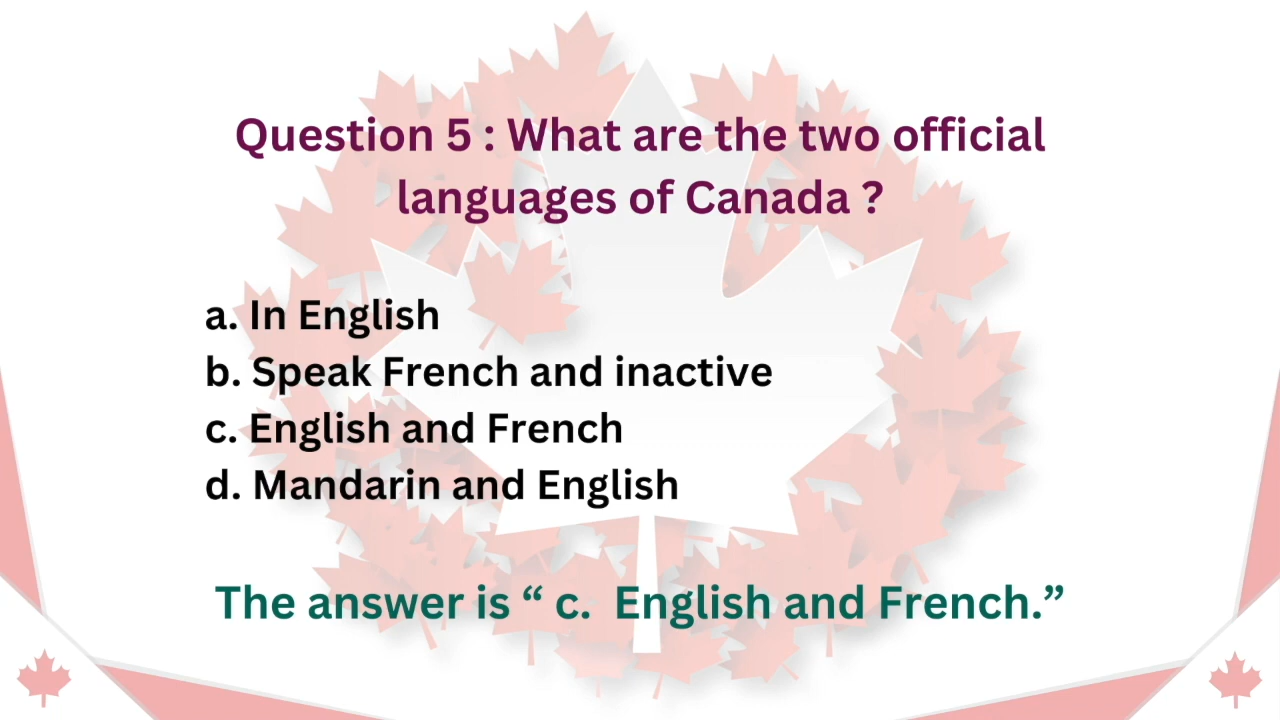 Question 5 : What are the two official
languages of Canada ?
a. In English
b. Speak French and inactive
c. English and French
d. Mandarin and English
The answer is “ c.  English and French.”